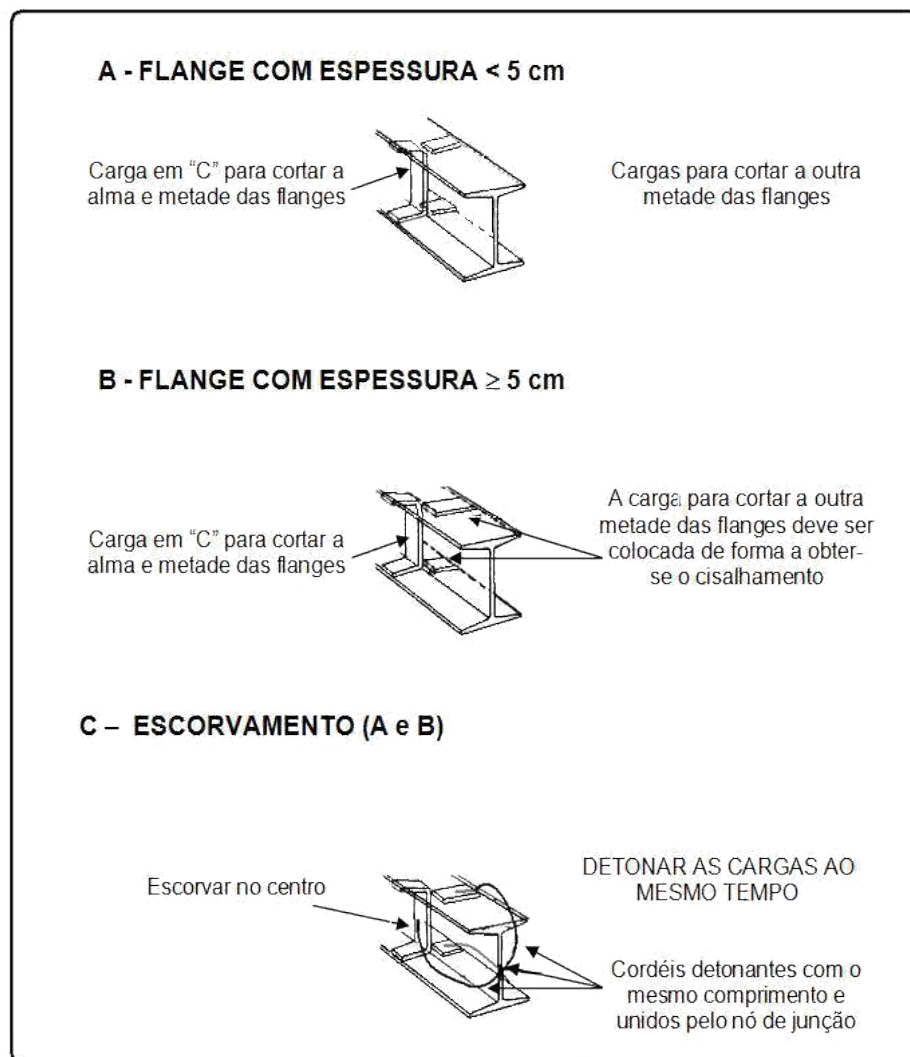 A - FLANGE COM ESPESSURA < 5 cm
Carga em “C” para cortar a
alma e metade das flanges
Cargas para cortar a outra
metade das flanges
B - FLANGE COM ESPESSURA ≥ 5 cm
Carga em “C” para cortar a
alma e metade das flanges
A carga para cortar a outra
metade das flanges deve ser
colocada de forma a obter-
se o cisalhamento
C – ESCORVAMENTO (A e B)
Escorvar no centro
DETONAR AS CARGAS AO
MESMO TEMPO
Cordéis detonantes com o
mesmo comprimento e
unidos pelo nó de junção